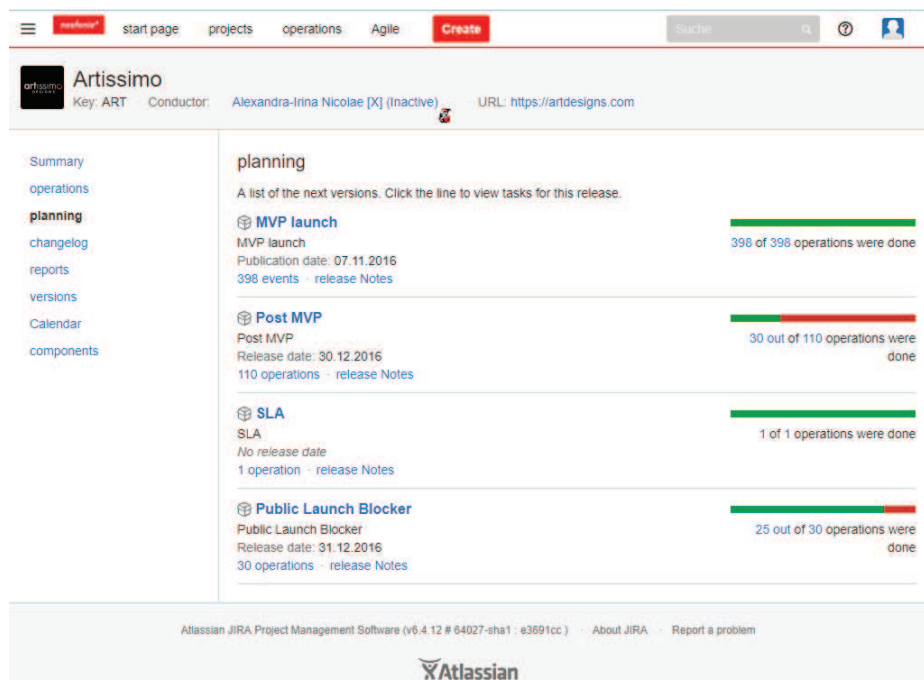 neofonie start page projects operations Agile Create Suche
artissimo DESIGNS
Artissimo
Key: ART Conductor: Alexandra-Irina Nicolae [X] (Inactive) URL: https://artdesigns.com
Summary
operations
planning
changelog
reports
versions
Calendar
components
planning
A list of the next versions. Click the line to view tasks for this release.
MVP launch
MVP launch
Publication date: 07.11.2016
398 events · release Notes
398 of 398 operations were done
Post MVP
Post MVP
Release date: 30.12.2016
110 operations · release Notes
30 out of 110 operations were
done
SLA
SLA
No release date
1 operation · release Notes
1 of 1 operations were done
Public Launch Blocker
Public Launch Blocker
Release date: 31.12.2016
30 operations · release Notes
25 out of 30 operations were
done
Atlassian JIRA Project Management Software (v6.4.12 # 64027-sha1 : e3691cc ) · About JIRA · Report a problem
Atlassian